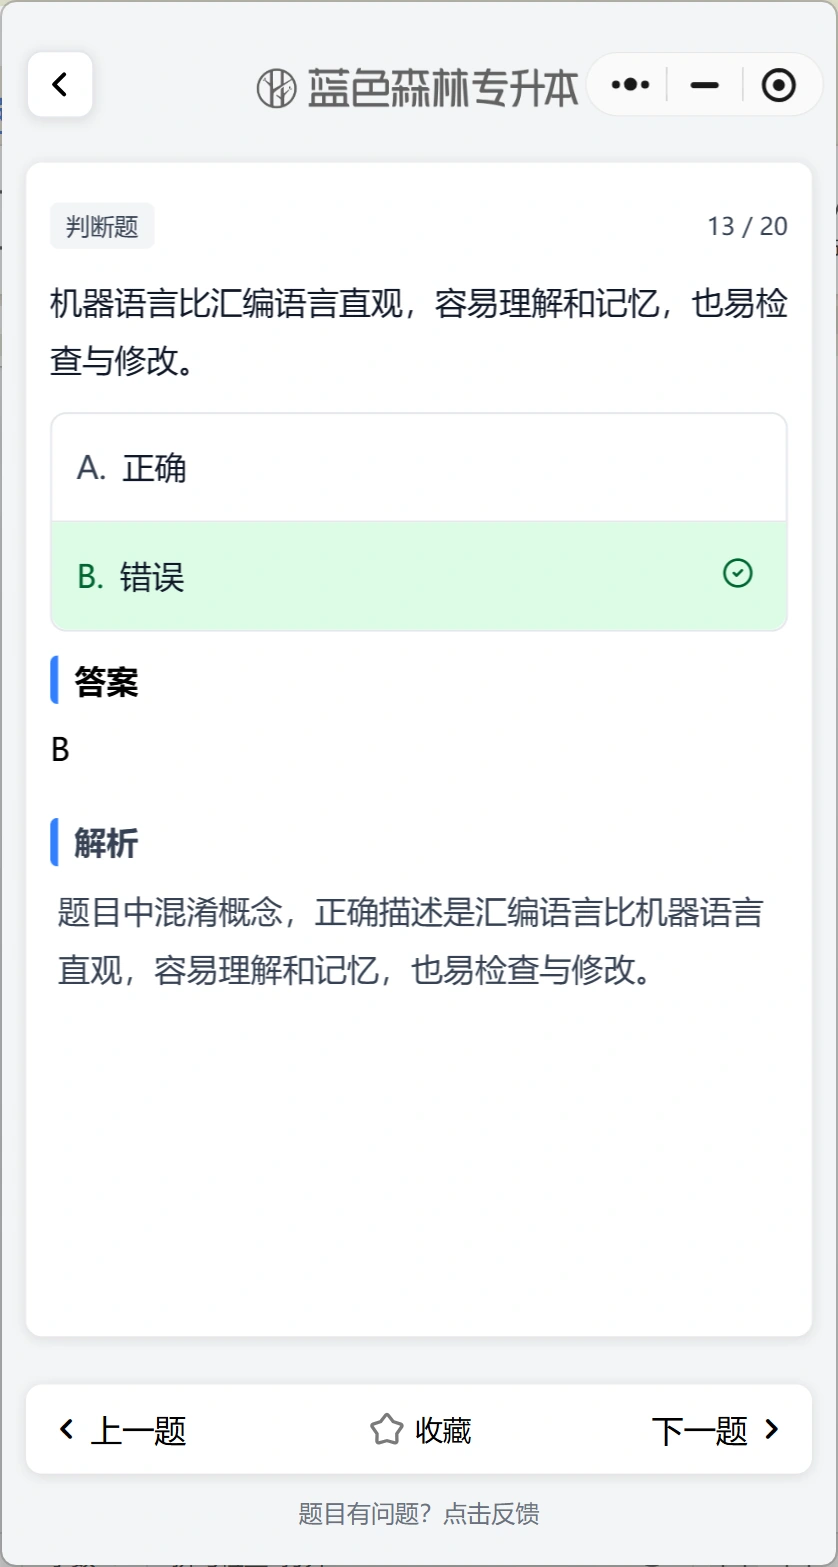 蓝色森林专升本
判断题
13 / 20
机器语言比汇编语言直观，容易理解和记忆，也易检
查与修改。
A. 正确
B. 错误
答案
B
解析
题目中混淆概念，正确描述是汇编语言比机器语言
直观，容易理解和记忆，也易检查与修改。
上一题
收藏
下一题
题目有问题？点击反馈